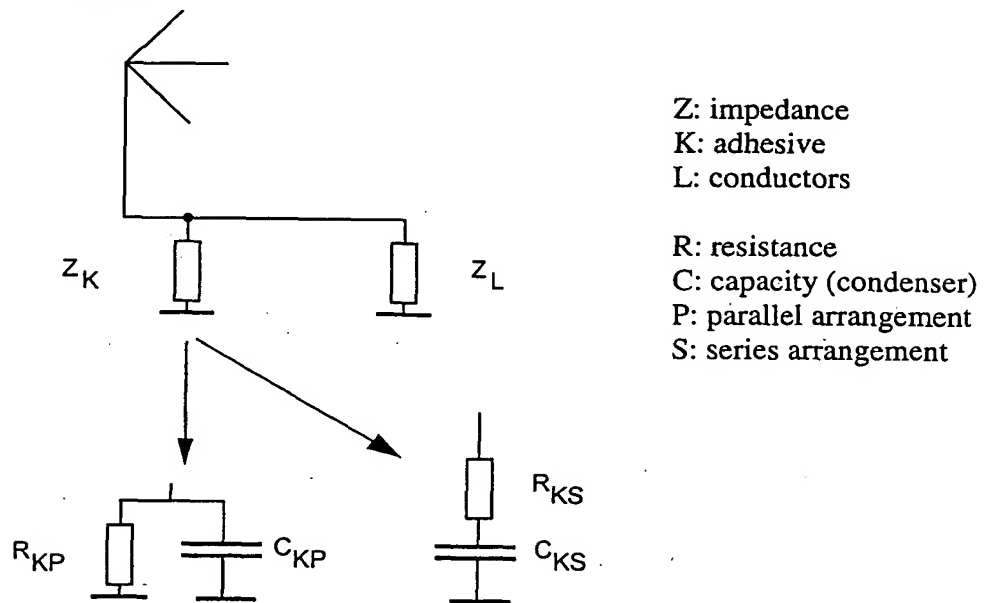 Z: impedance
K: adhesive
L: conductors
R: resistance
C: capacity (condenser)
P: parallel arrangement
S: series arrangement
Z_K
Z_L
R_KS
C_KS
R_KP
C_KP